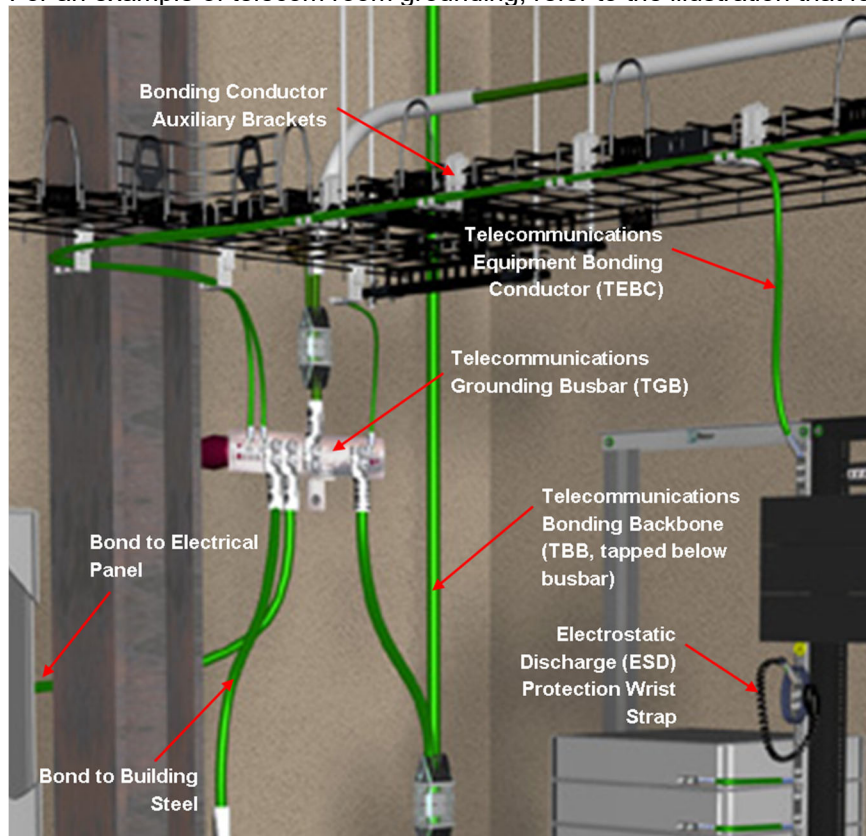 Bonding Conductor
Auxiliary Brackets
Telecommunications
Equipment Bonding
Conductor (TEBC)
Telecommunications
Grounding Busbar (TGB)
Telecommunications
Bonding Backbone
(TBB, tapped below
busbar)
Bond to Electrical
Panel
Electrostatic
Discharge (ESD)
Protection Wrist
Strap
Bond to Building
Steel